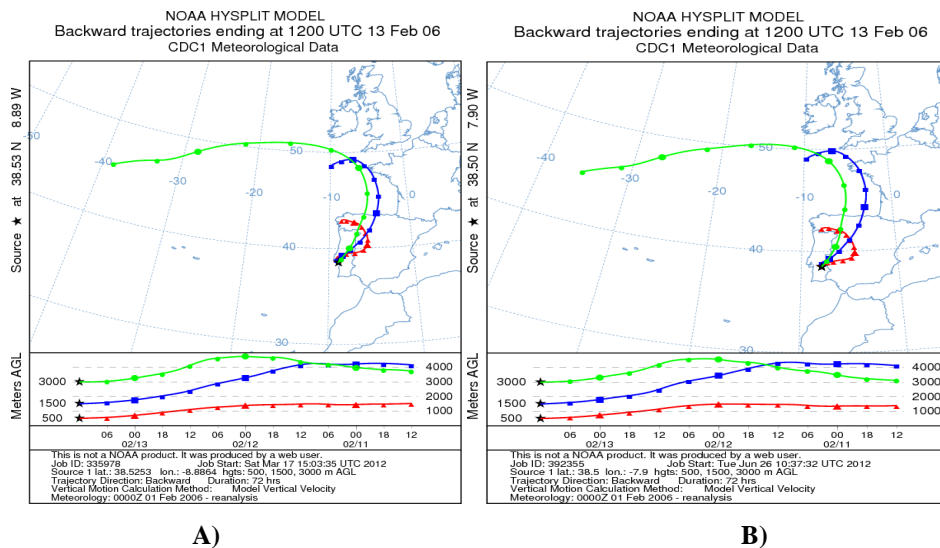 NOAA HYSPLIT MODEL
Backward trajectories ending at 1200 UTC 13 Feb 06
CDC1 Meteorological Data
Source ★ at 38.53 N 8.89 W
-50
-40
-30
-20
-10
0
50
40
30
Meters AGL
3000
1500
500
4000
3000
2000
1000
06 00 18 12 06 00 18 12 06 00 18 12
02/13 02/12 02/11
This is not a NOAA product. It was produced by a web user.
Job ID: 335978 Job Start: Sat Mar 17 15:03:35 UTC 2012
Source 1 lat.: 38.5253 lon.: -8.8864 hgts: 500, 1500, 3000 m AGL
Trajectory Direction: Backward Duration: 72 hrs
Vertical Motion Calculation Method: Model Vertical Velocity
Meteorology: 0000Z 01 Feb 2006 - reanalysis
A)
NOAA HYSPLIT MODEL
Backward trajectories ending at 1200 UTC 13 Feb 06
CDC1 Meteorological Data
Source ★ at 38.50 N 7.90 W
-40
-30
-20
-10
0
50
40
30
Meters AGL
3000
1500
500
4000
3000
2000
1000
06 00 18 12 06 00 18 12 06 00 18 12
02/13 02/12 02/11
This is not a NOAA product. It was produced by a web user.
Job ID: 392355 Job Start: Tue Jun 26 10:37:32 UTC 2012
Source 1 lat.: 38.5 lon.: -7.9 hgts: 500, 1500, 3000 m AGL
Trajectory Direction: Backward Duration: 72 hrs
Vertical Motion Calculation Method: Model Vertical Velocity
Meteorology: 0000Z 01 Feb 2006 - reanalysis
B)